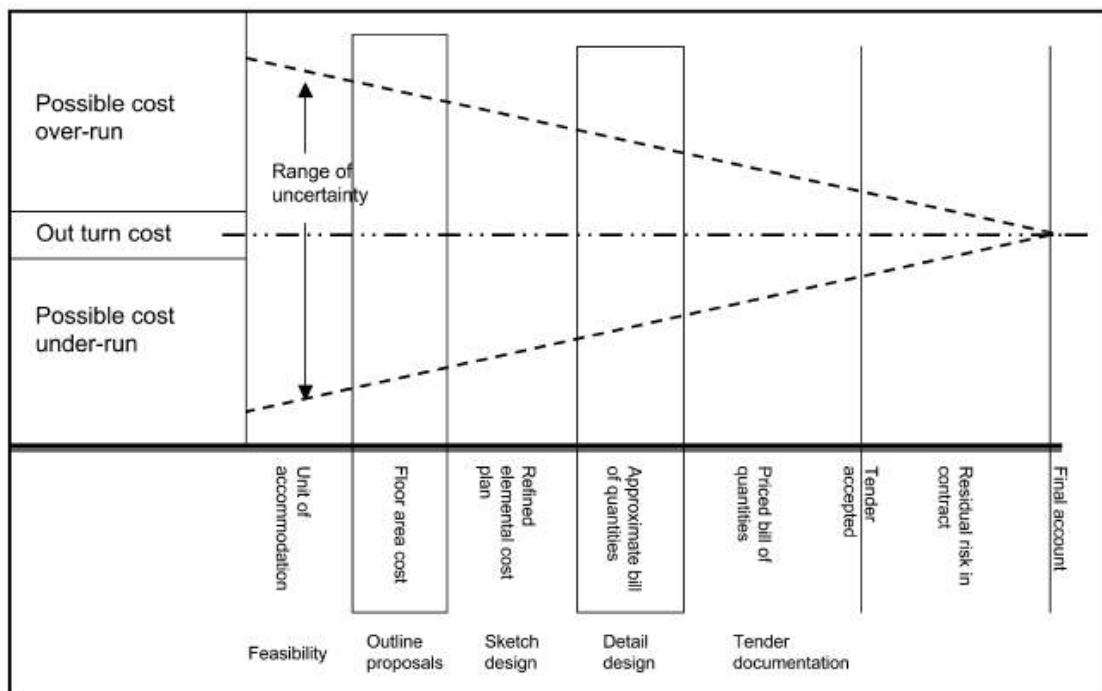 Possible cost
over-run
Range of
uncertainty
Out turn cost
Possible cost
under-run
Unit of
accommodation
Floor area cost
Refined
elemental cost
plan
Approximate bill
of quantities
Priced bill of
quantities
Tender
accepted
Residual risk in
contract
Final account
Feasibility
Outline
proposals
Sketch
design
Detail
design
Tender
documentation